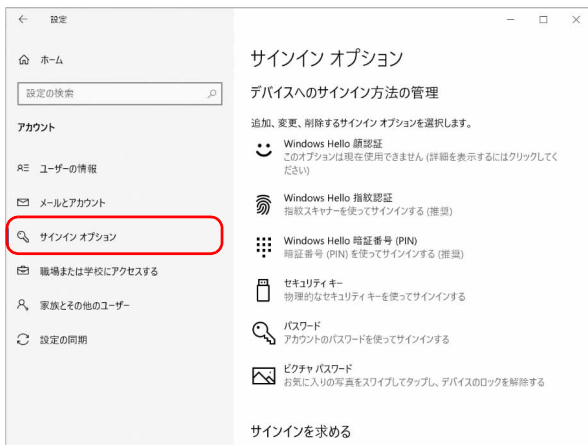 設定
ホーム
設定の検索
アカウント
ユーザーの情報
メールとアカウント
サインイン オプション
職場または学校にアクセスする
家族とその他のユーザー
設定の同期
サインイン オプション
デバイスへのサインイン方法の管理
追加、変更、削除するサインイン オプションを選択します。
Windows Hello 顔認証
このオプションは現在使用できません (詳細を表示するにはクリックしてく
ださい)
Windows Hello 指紋認証
指紋スキャナーを使ってサインインする (推奨)
Windows Hello 暗証番号 (PIN)
暗証番号 (PIN) を使ってサインインする (推奨)
セキュリティ キー
物理的なセキュリティ キーを使ってサインインする
パスワード
アカウントのパスワードを使ってサインインする
ピクチャ パスワード
お気に入りの写真をスワイプしてタップし、デバイスのロックを解除する
サインインを求める